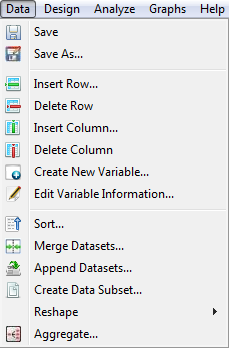 Data Design Analyze Graphs Help
Save
Save As...
Insert Row...
Delete Row
Insert Column...
Delete Column
Create New Variable...
Edit Variable Information...
Sort...
Merge Datasets...
Append Datasets...
Create Data Subset...
Reshape
Aggregate...